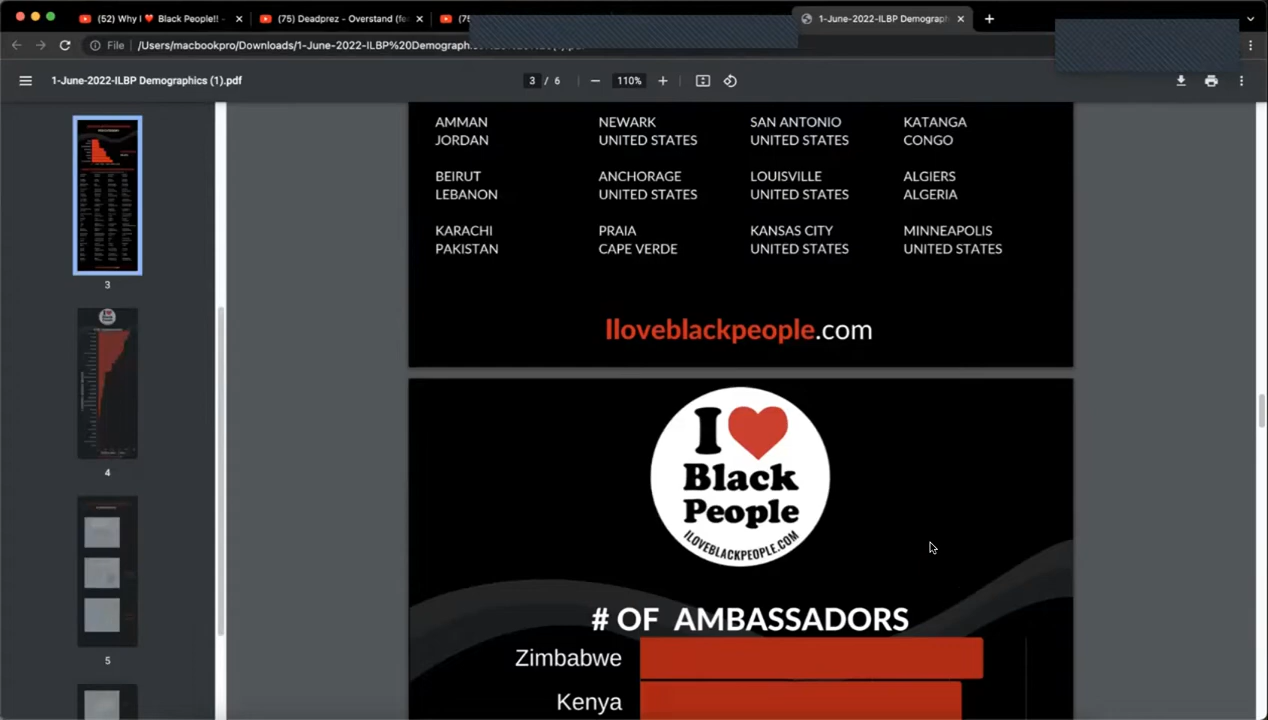 (52) Why I ❤️ Black People!! -
(75) Deadprez - Overstand (fe
(75
1-June-2022-ILBP Demograph
File
/Users/macbookpro/Downloads/1-June-2022-ILBP%20Demograph
1-June-2022-ILBP Demographics (1).pdf
3 / 6
110%
AMMAN
JORDAN
NEWARK
UNITED STATES
SAN ANTONIO
UNITED STATES
KATANGA
CONGO
BEIRUT
LEBANON
ANCHORAGE
UNITED STATES
LOUISVILLE
UNITED STATES
ALGIERS
ALGERIA
KARACHI
PAKISTAN
PRAIA
CAPE VERDE
KANSAS CITY
UNITED STATES
MINNEAPOLIS
UNITED STATES
Iloveblackpeople.com
I ❤️
Black
People
ILOVEBLACKPEOPLE.COM
# OF AMBASSADORS
Zimbabwe
Kenya
3
4
5